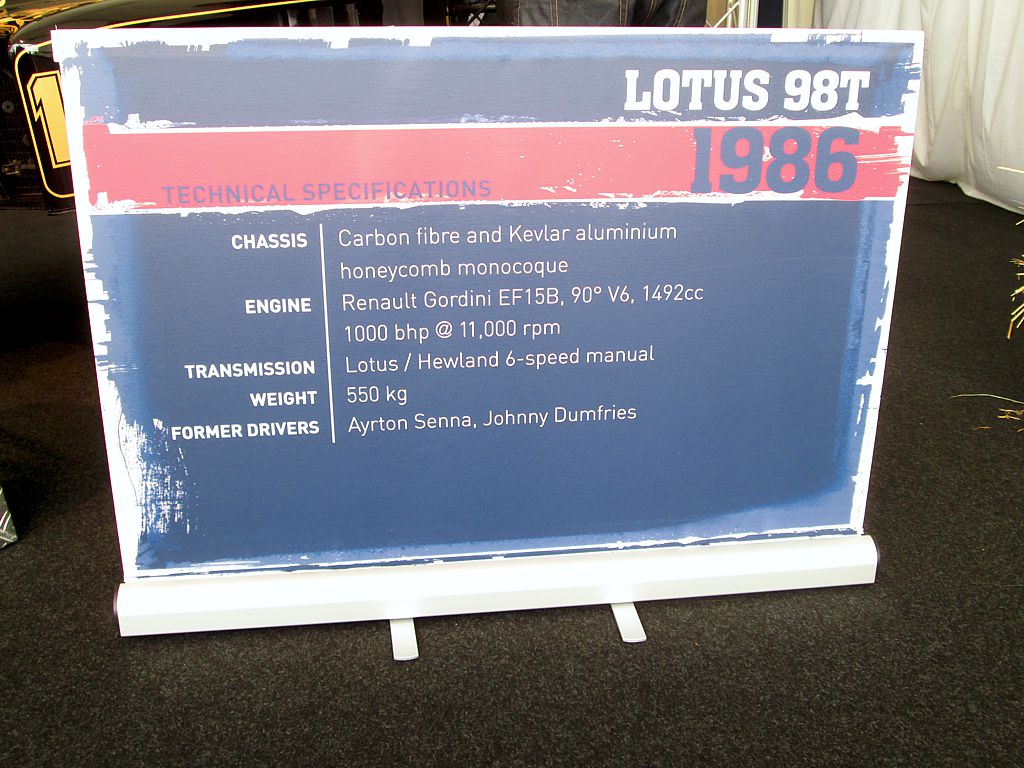 LOTUS 98T
1986
TECHNICAL SPECIFICATIONS
CHASSIS Carbon fibre and Kevlar aluminium
honeycomb monocoque
ENGINE Renault Gordini EF15B, 90° V6, 1492cc
1000 bhp @ 11,000 rpm
TRANSMISSION Lotus / Hewland 6-speed manual
WEIGHT 550 kg
FORMER DRIVERS Ayrton Senna, Johnny Dumfries
1